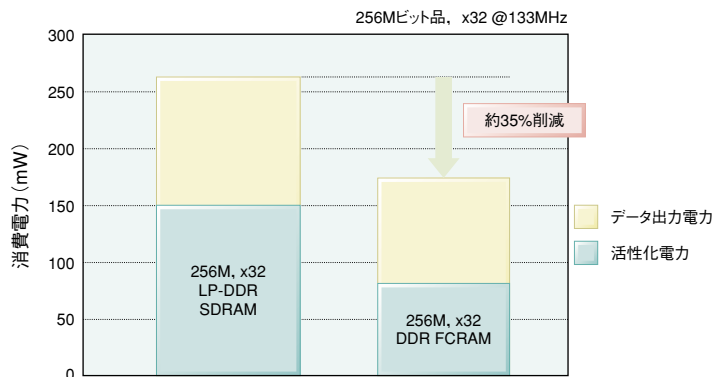 256Mビット品, x32 @133MHz
消費電力(mW)
300
250
200
150
100
50
0
約35%削減
256M, x32
LP-DDR
SDRAM
256M, x32
DDR FCRAM
データ出力電力
活性化電力